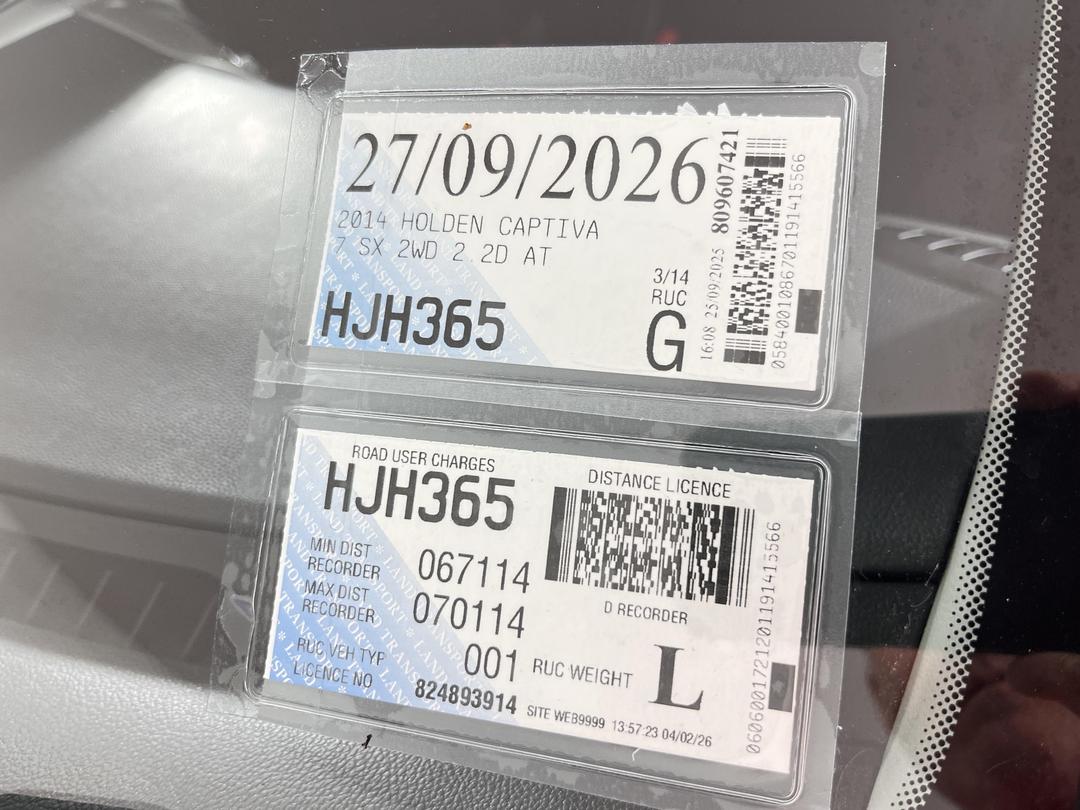 27/09/2026
2014 HOLDEN CAPTIVA
7 SX 2WD 2.2D AT
3/14
RUC
HJH365
G
16:08 25/09/2025 809607421
0584001086701191415566
ROAD USER CHARGES
HJH365
DISTANCE LICENCE
MIN DIST RECORDER 067114
MAX DIST RECORDER 070114
D RECORDER
RUC VEH TYP 001
RUC WEIGHT L
LICENCE NO 824893914
SITE WEB9999 13:57:23 04/02/26
0606001721201191415566